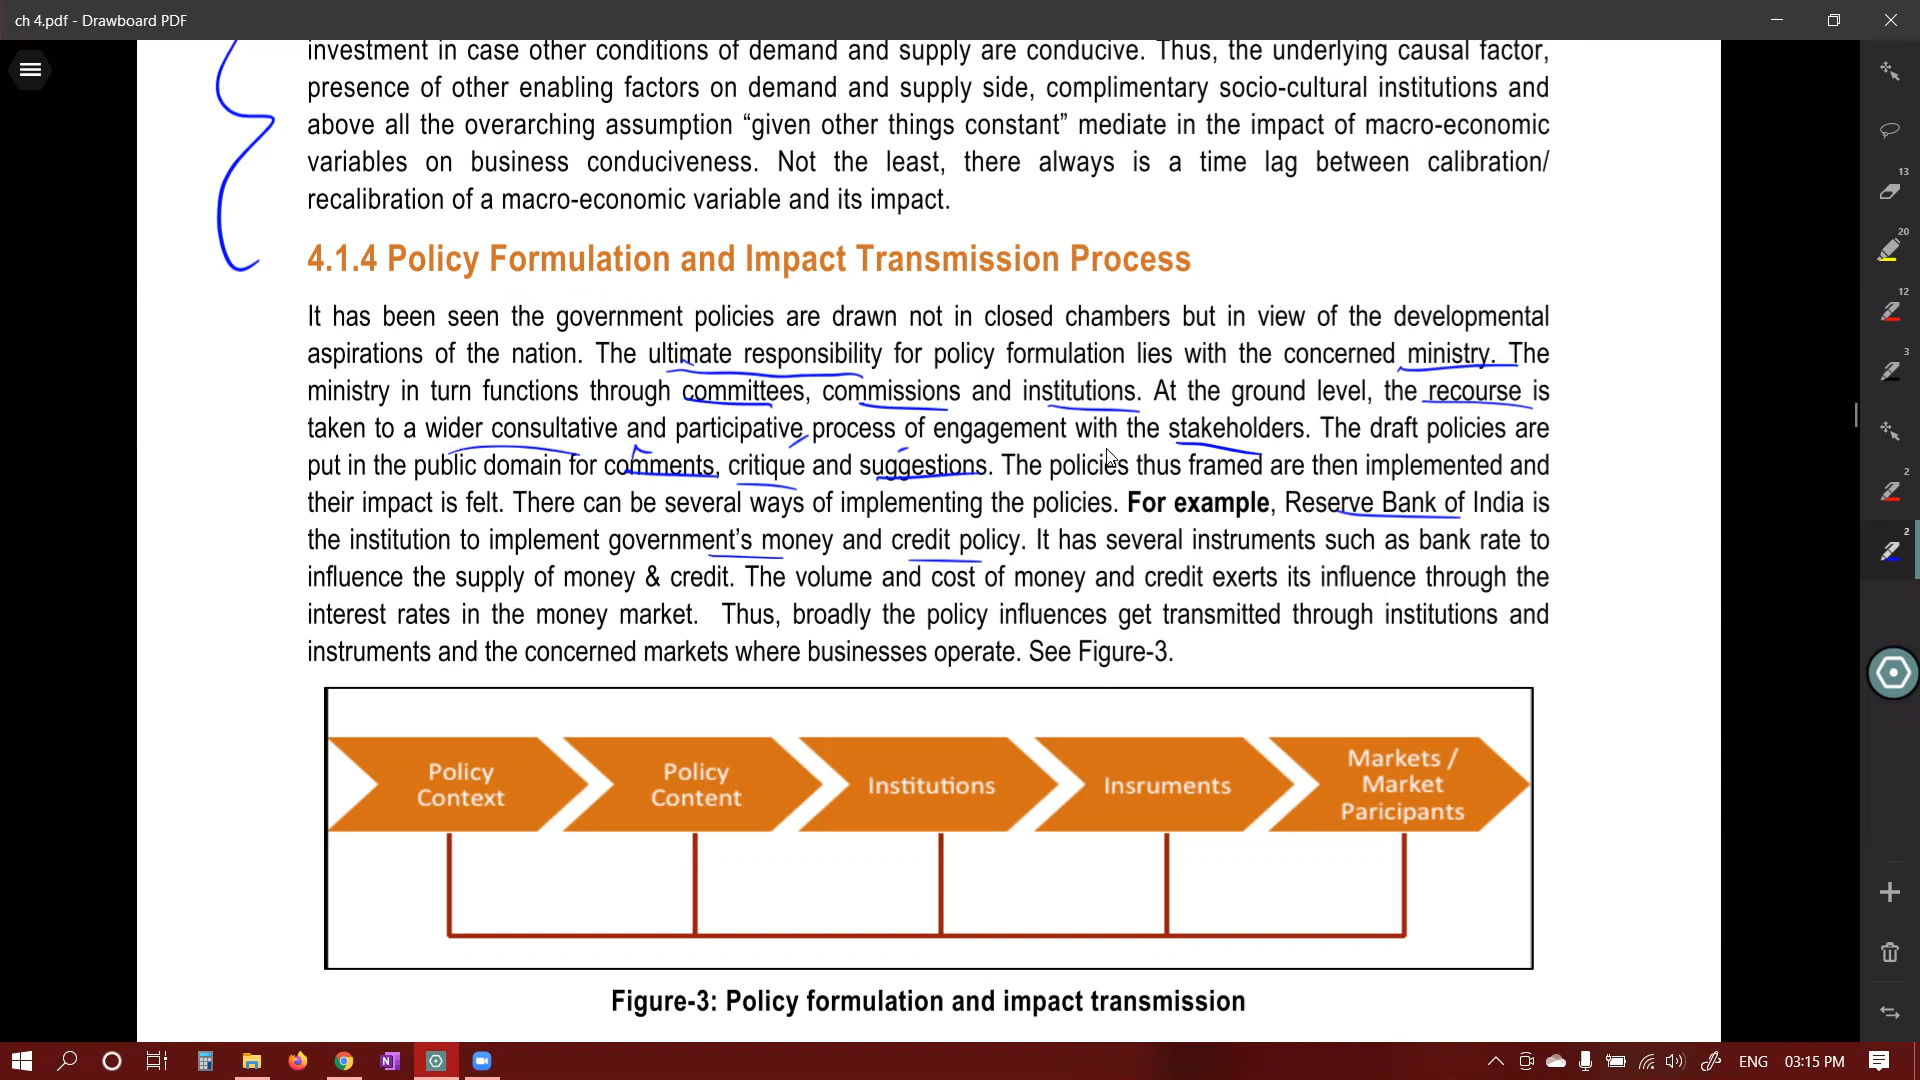 ch 4.pdf - Drawboard PDF
investment in case other conditions of demand and supply are conducive. Thus, the underlying causal factor,
presence of other enabling factors on demand and supply side, complimentary socio-cultural institutions and
above all the overarching assumption “given other things constant” mediate in the impact of macro-economic
variables on business conduciveness. Not the least, there always is a time lag between calibration/
recalibration of a macro-economic variable and its impact.
4.1.4 Policy Formulation and Impact Transmission Process
It has been seen the government policies are drawn not in closed chambers but in view of the developmental
aspirations of the nation. The ultimate responsibility for policy formulation lies with the concerned ministry. The
ministry in turn functions through committees, commissions and institutions. At the ground level, the recourse is
taken to a wider consultative and participative process of engagement with the stakeholders. The draft policies are
put in the public domain for comments, critique and suggestions. The policies thus framed are then implemented and
their impact is felt. There can be several ways of implementing the policies. For example, Reserve Bank of India is
the institution to implement government’s money and credit policy. It has several instruments such as bank rate to
influence the supply of money & credit. The volume and cost of money and credit exerts its influence through the
interest rates in the money market. Thus, broadly the policy influences get transmitted through institutions and
instruments and the concerned markets where businesses operate. See Figure-3.
Policy
Context
Policy
Content
Institutions
Insruments
Markets /
Market
Paricipants
Figure-3: Policy formulation and impact transmission
13
20
12
3
2
2
ENG
03:15 PM